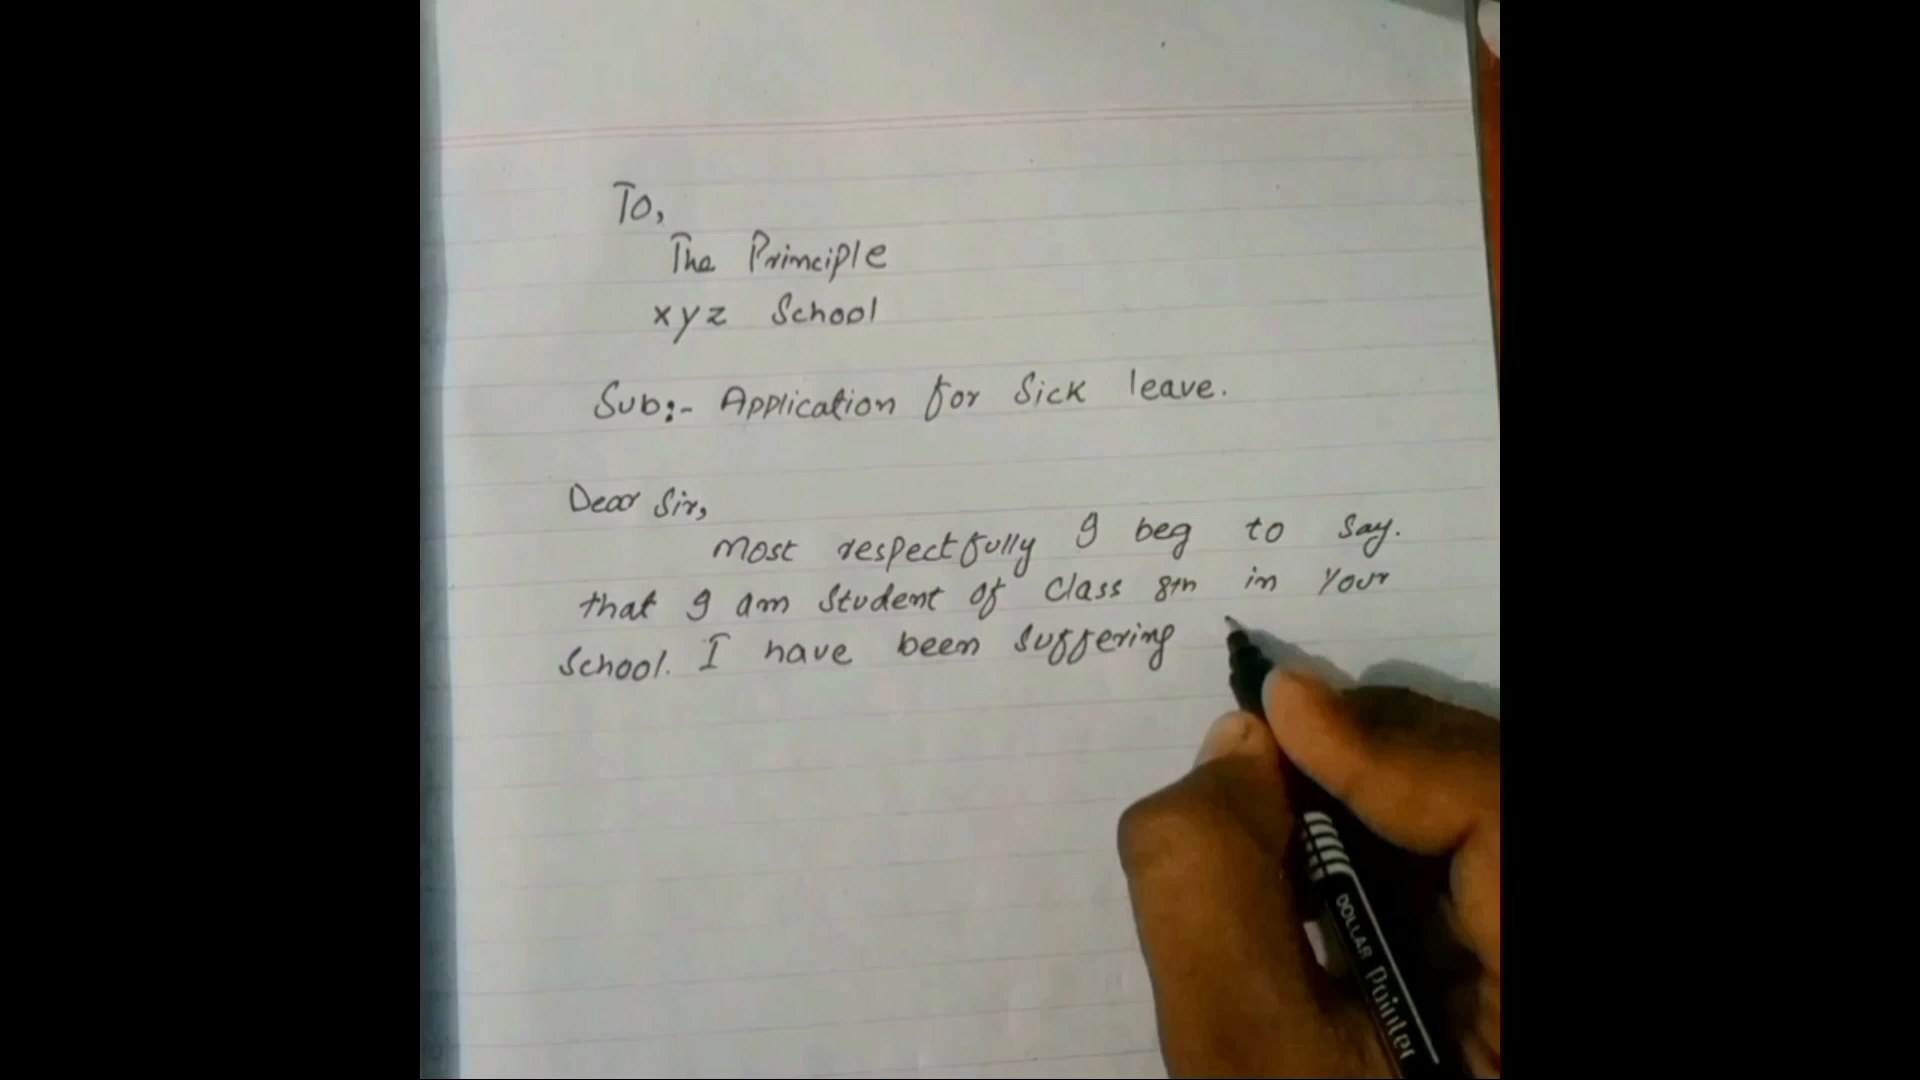 To,
The Principle
xyz School
Sub:- Application for Sick leave.
Dear Sir,
Most respectfully I beg to say.
that I am Student of Class 8th in Your
School. I have been suffering
DOLLAR Pointer